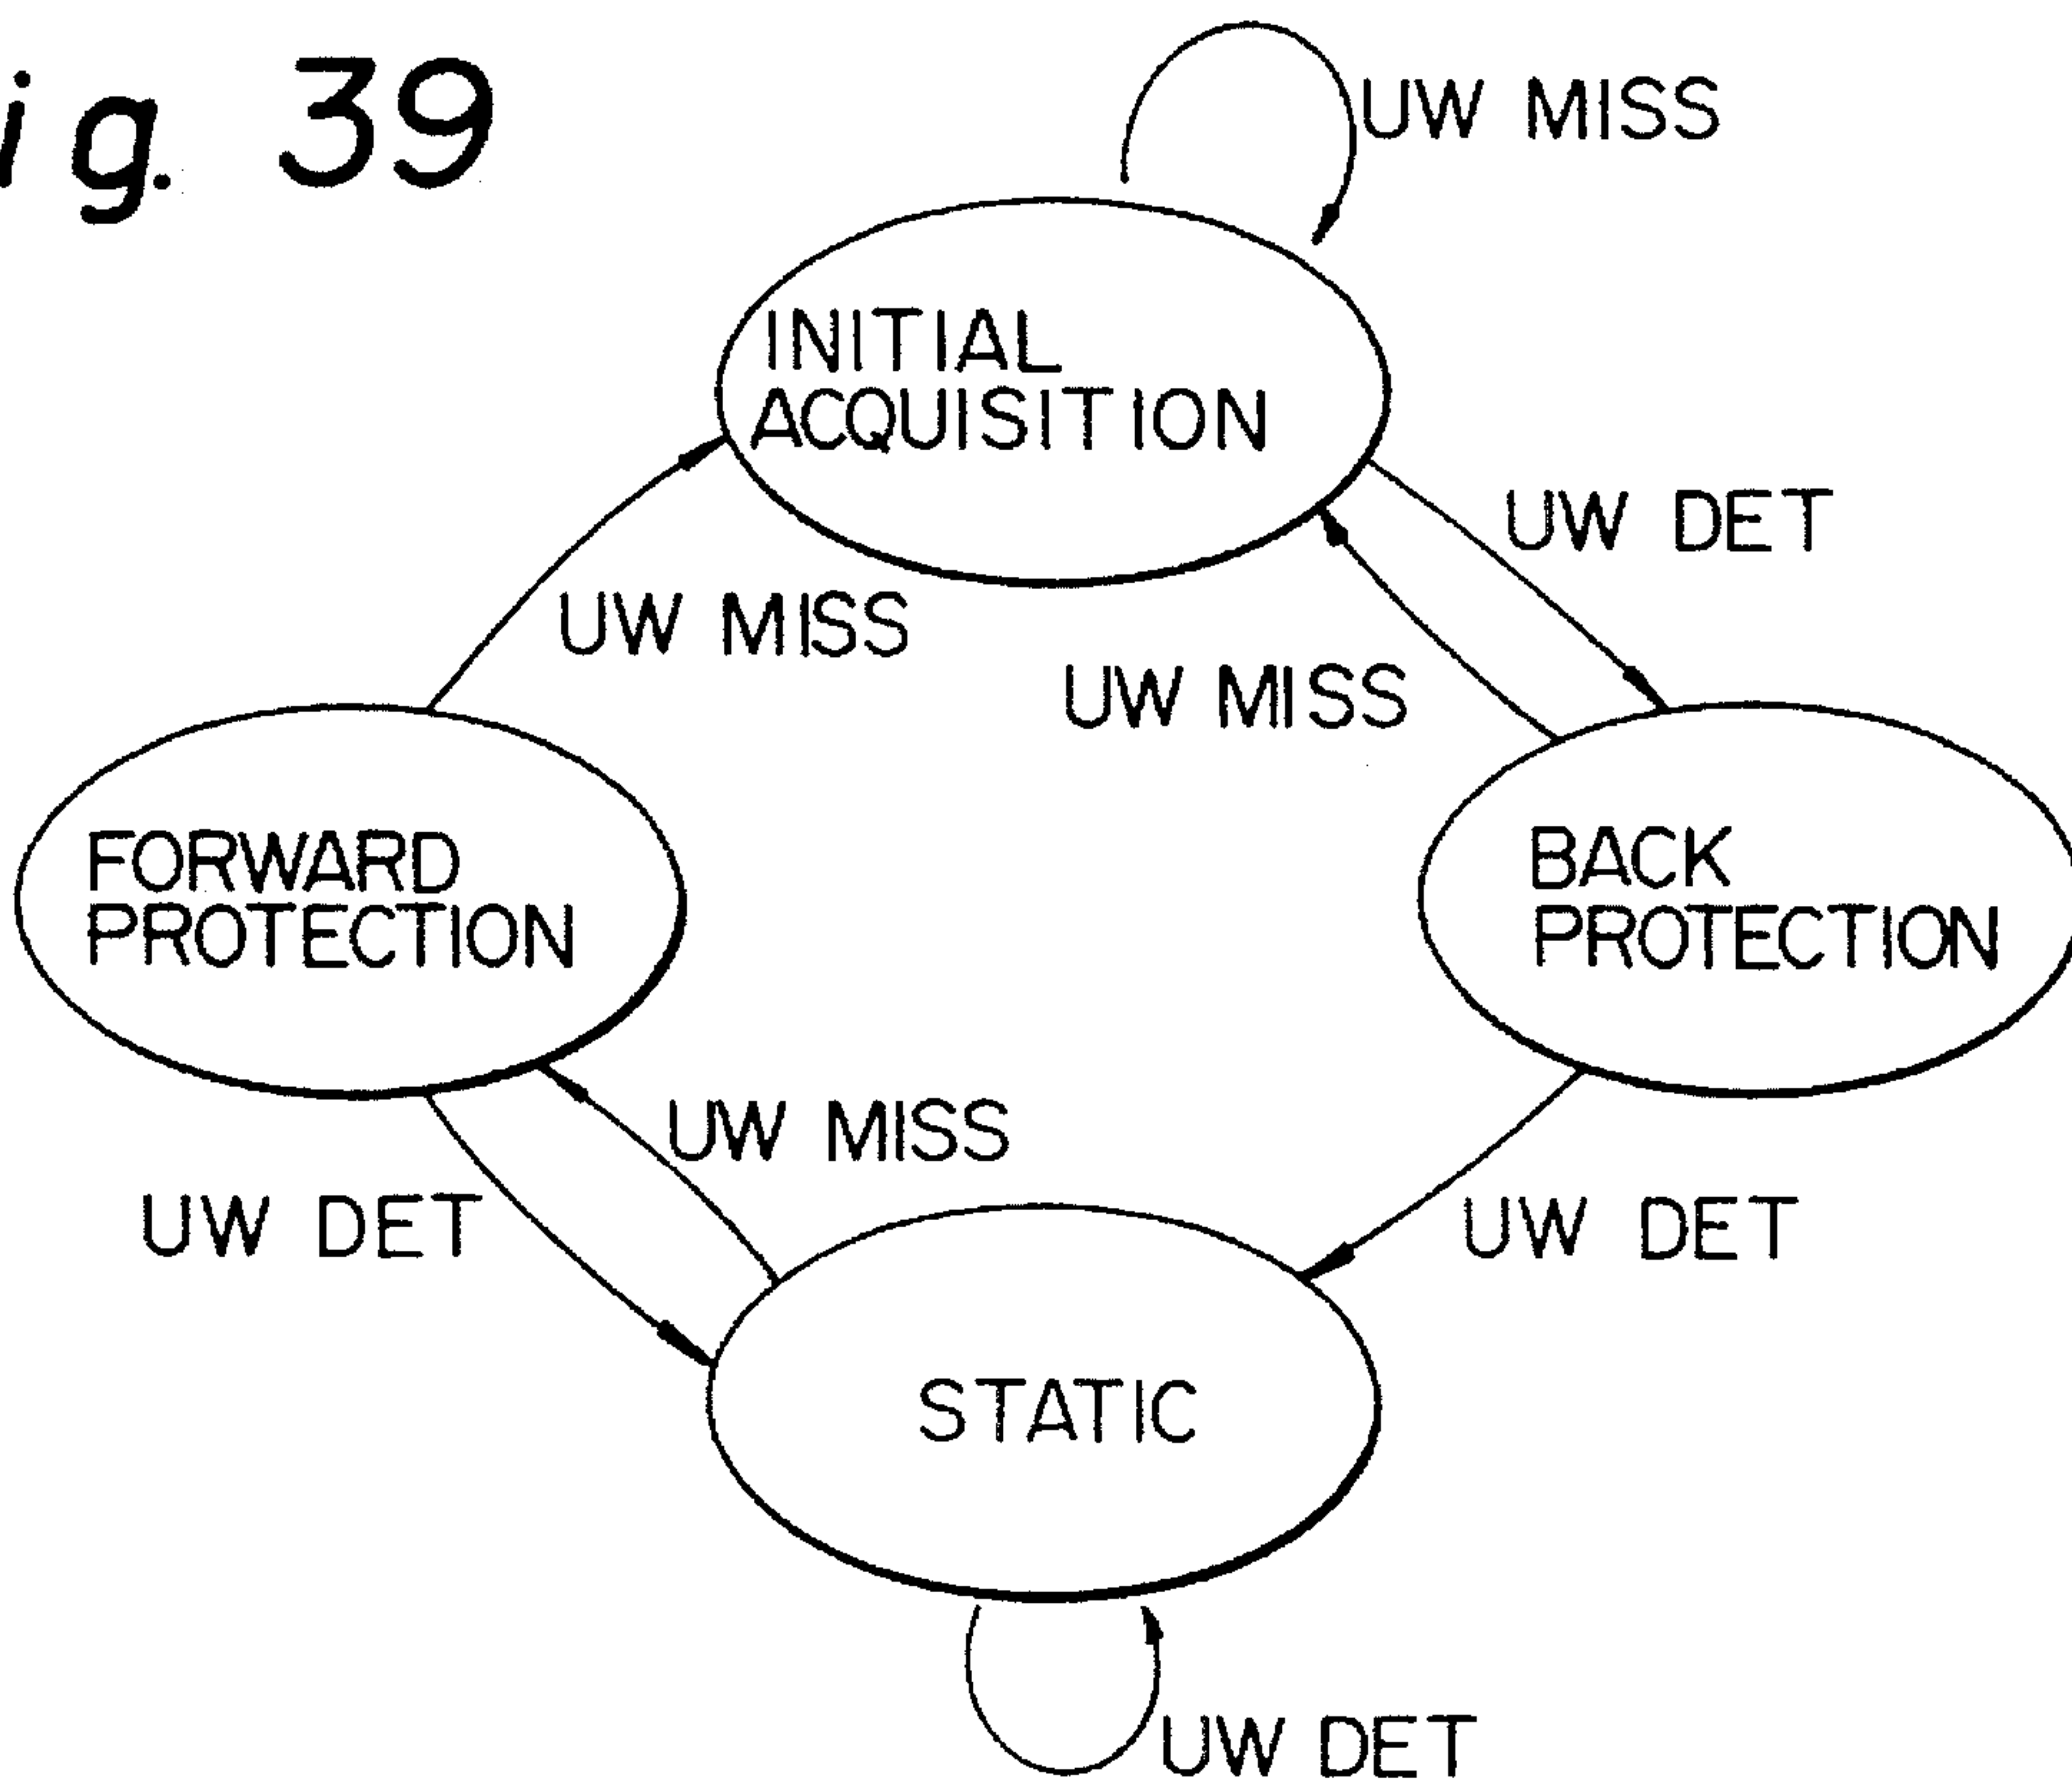 ig. 39
UW MISS
INITIAL
ACQUISITION
UW DET
UW MISS
UW MISS
FORWARD
PROTECTION
BACK
PROTECTION
UW MISS
UW DET
UW DET
STATIC
UW DET